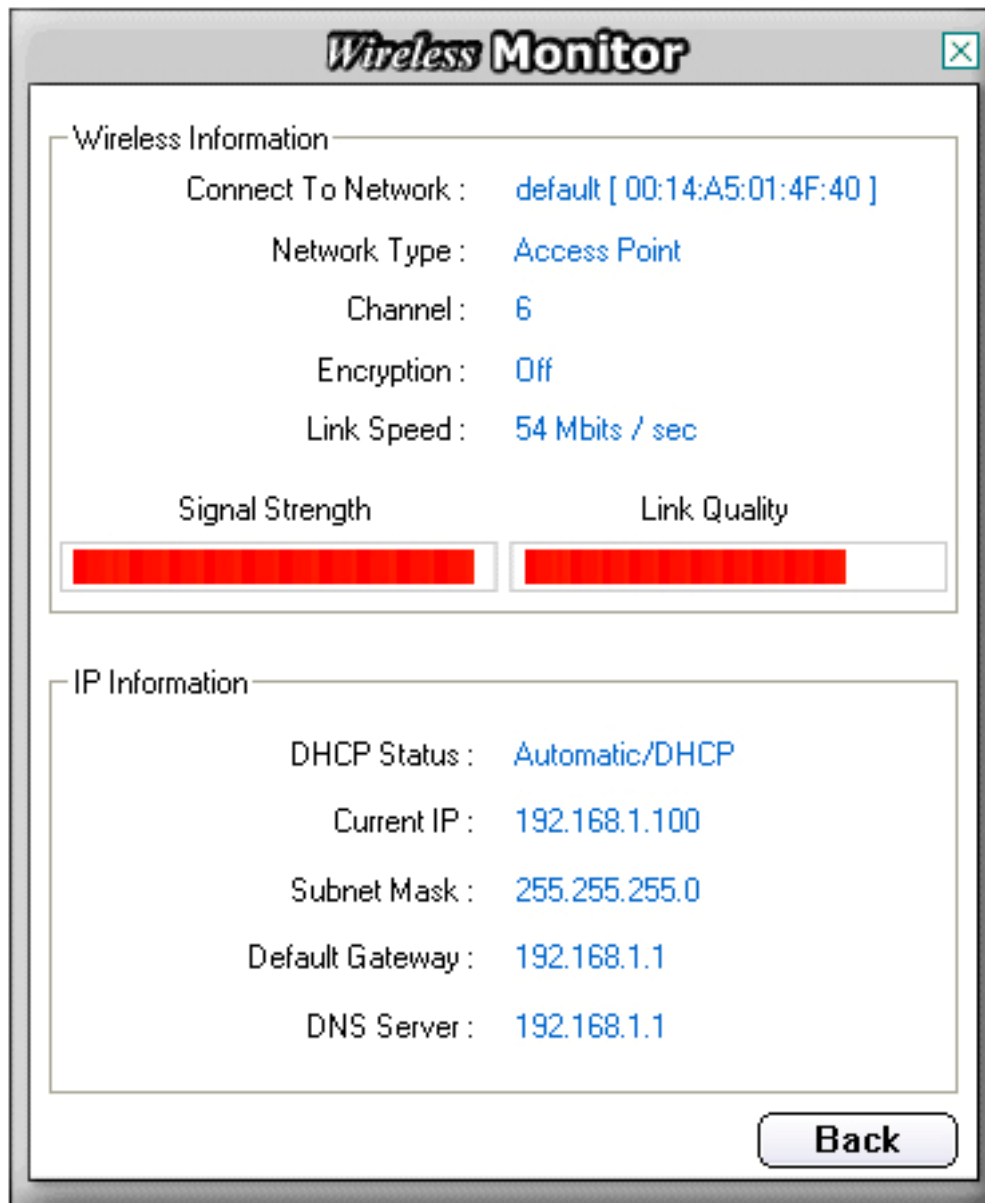 Wireless Monitor
Wireless Information
Connect To Network : default [ 00:14:A5:01:4F:40 ]
Network Type : Access Point
Channel : 6
Encryption : Off
Link Speed : 54 Mbits / sec
Signal Strength Link Quality
IP Information
DHCP Status : Automatic/DHCP
Current IP : 192.168.1.100
Subnet Mask : 255.255.255.0
Default Gateway : 192.168.1.1
DNS Server : 192.168.1.1
Back